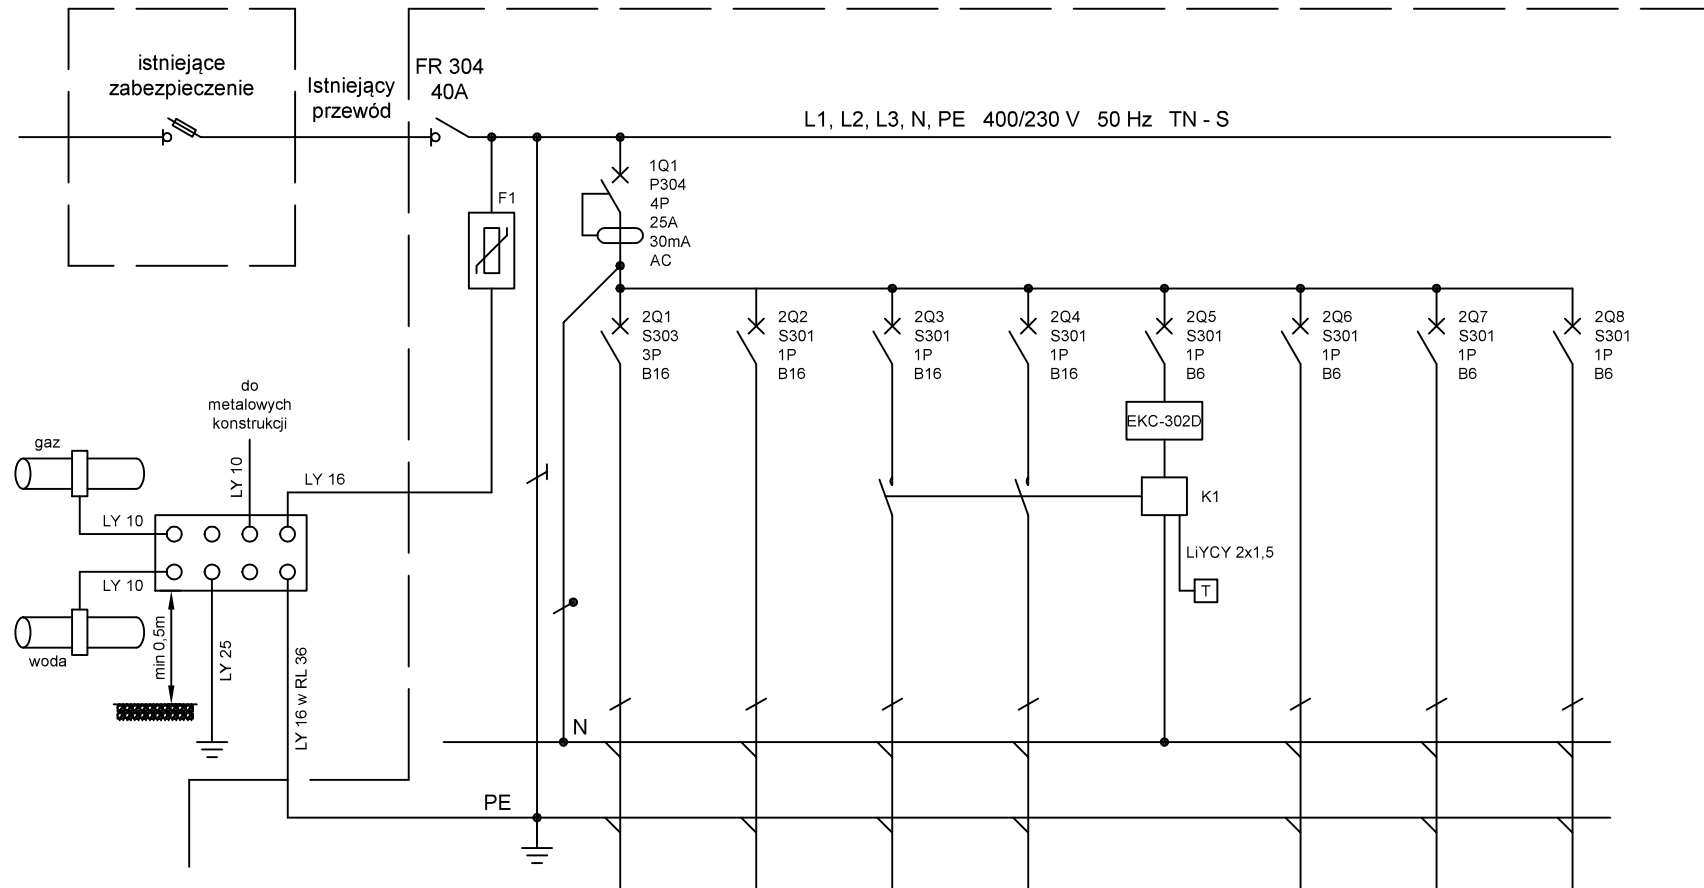 istniejące
zabezpieczenie
Istniejący
przewód
FR 304
40A
L1, L2, L3, N, PE   400/230 V   50 Hz   TN - S
F1
1Q1
P304
4P
25A
30mA
AC
2Q1
S303
3P
B16
2Q2
S301
1P
B16
2Q3
S301
1P
B16
2Q4
S301
1P
B16
2Q5
S301
1P
B6
2Q6
S301
1P
B6
2Q7
S301
1P
B6
2Q8
S301
1P
B6
EKC-302D
K1
LiYCY 2x1,5
T
do
metalowych
konstrukcji
gaz
LY 10
LY 16
LY 10
LY 10
woda
min 0,5m
LY 25
LY 16 w RL 36
N
PE